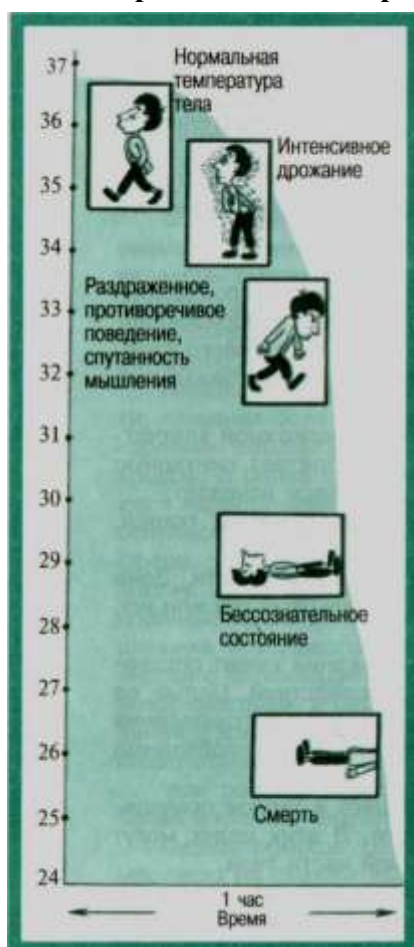 37
Нормальная
температура
тела
36
Интенсивное
дрожание
35
34
Раздраженное,
противоречивое
поведение,
спутанность
мышления
33
32
31
30
29
Бессознательное
состояние
28
27
26
Смерть
25
24
1 час
Время